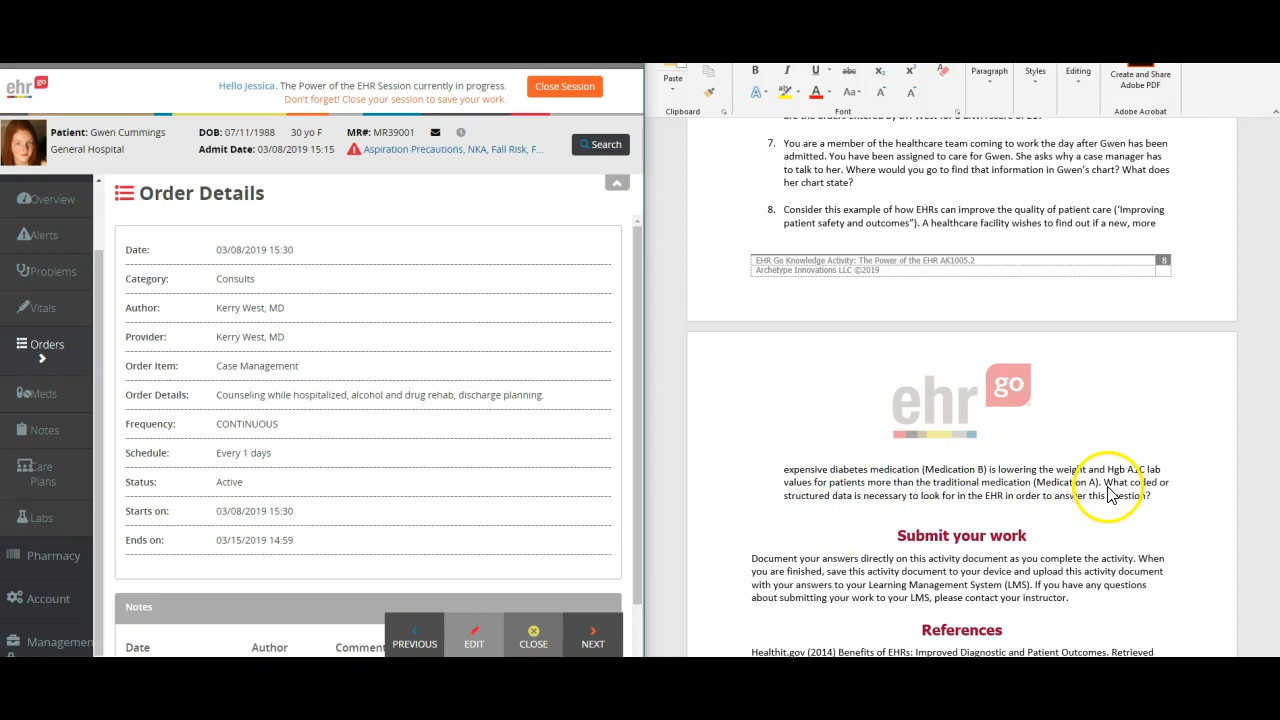 ehr go
Hello Jessica. The Power of the EHR Session currently in progress.
Don't forget! Close your session to save your work.
Close Session
Patient: Gwen Cummings
General Hospital
DOB: 07/11/1988 30 yo F MR#: MR39001
Admit Date: 03/08/2019 15:15 Aspiration Precautions, NKA, Fall Risk, F...
Search
Overview
Alerts
Problems
Vitals
Orders
Meds
Notes
Care
Plans
Labs
Pharmacy
Account
Managemen
Order Details
Date: 03/08/2019 15:30
Category: Consults
Author: Kerry West, MD
Provider: Kerry West, MD
Order Item: Case Management
Order Details: Counseling while hospitalized, alcohol and drug rehab, discharge planning.
Frequency: CONTINUOUS
Schedule: Every 1 days
Status: Active
Starts on: 03/08/2019 15:30
Ends on: 03/15/2019 14:59
Notes
Date Author Commen
PREVIOUS EDIT CLOSE NEXT
Paste
B I U abc x2 x2
A ab A Aa A A
Paragraph
Styles
Editing
Create and Share
Adobe PDF
Clipboard Font Adobe Acrobat
7. You are a member of the healthcare team coming to work the day after Gwen has been
admitted. You have been assigned to care for Gwen. She asks why a case manager has
to talk to her. Where would you go to find that information in Gwen's chart? What does
her chart state?
8. Consider this example of how EHRs can improve the quality of patient care ('Improving
patient safety and outcomes"). A healthcare facility wishes to find out if a new, more
EHR Go Knowledge Activity: The Power of the EHR AK1005.2 8
Archetype Innovations LLC ©2019
ehr go
expensive diabetes medication (Medication B) is lowering the weight and Hgb A1C lab
values for patients more than the traditional medication (Medication A). What coded or
structured data is necessary to look for in the EHR in order to answer this question?
Submit your work
Document your answers directly on this activity document as you complete the activity. When
you are finished, save this activity document to your device and upload this activity document
with your answers to your Learning Management System (LMS). If you have any questions
about submitting your work to your LMS, please contact your instructor.
References
Healthit.gov (2014) Benefits of EHRs: Improved Diagnostic and Patient Outcomes. Retrieved